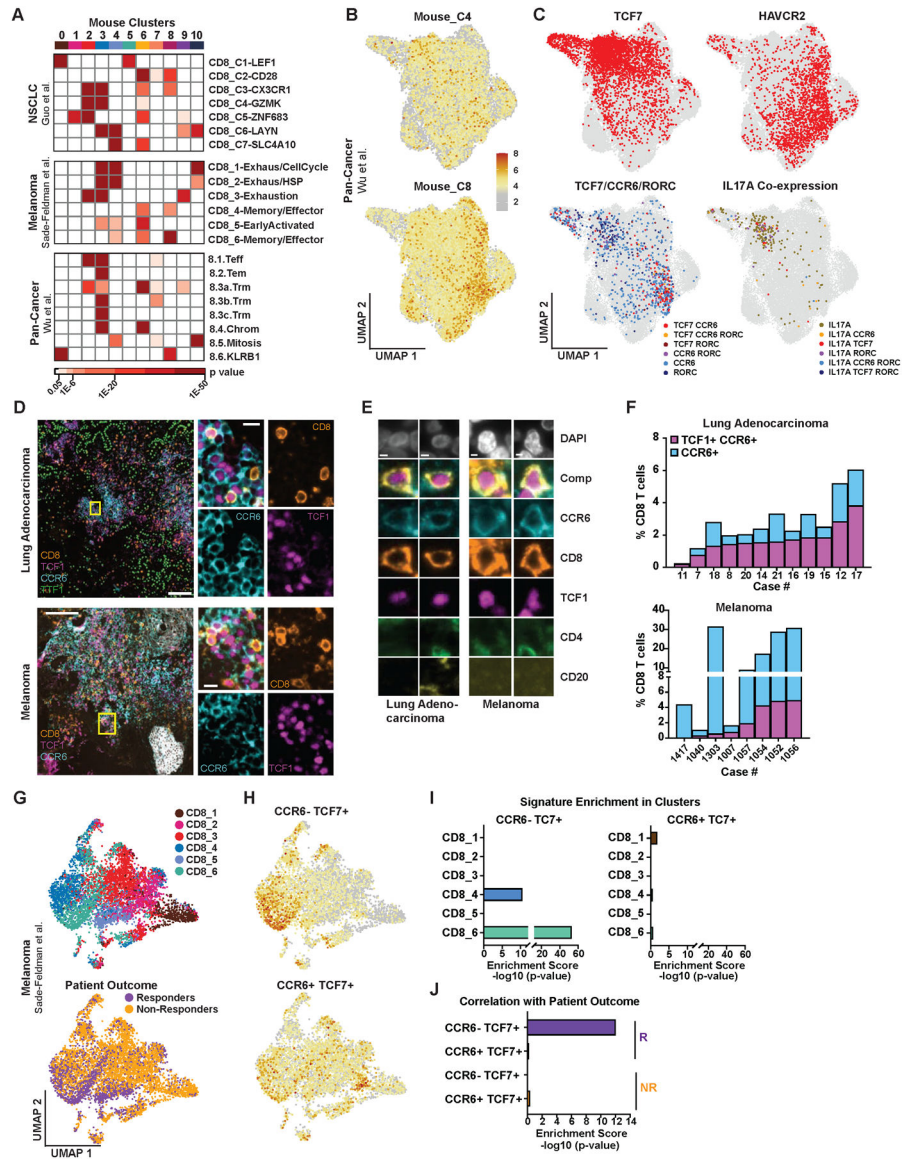 A
Mouse Clusters
0 1 2 3 4 5 6 7 8 9 10
NSCLC
Guo et al.
CD8_C1-LEF1
CD8_C2-CD28
CD8_C3-CX3CR1
CD8_C4-GZMK
CD8_C5-ZNF683
CD8_C6-LAYN
CD8_C7-SLC4A10
Melanoma
Sade-Feldman et al.
CD8_1-Exhaus/CellCycle
CD8_2-Exhaus/HSP
CD8_3-Exhaustion
CD8_4-Memory/Effector
CD8_5-EarlyActivated
CD8_6-Memory/Effector
Pan-Cancer
Wu et al.
8.1.Teff
8.2.Tem
8.3a.Trm
8.3b.Trm
8.3c.Trm
8.4.Chrom
8.5.Mitosis
8.6.KLRB1
p value
0.05 1E-6 1E-20 1E-50
B
Mouse_C4
Pan-Cancer
Wu et al.
8
6
4
2
Mouse_C8
UMAP 2
UMAP 1
C
TCF7
HAVCR2
TCF7/CCR6/RORC
IL17A Co-expression
UMAP 2
UMAP 1
TCF7 CCR6
TCF7 CCR6 RORC
TCF7 RORC
CCR6 RORC
CCR6
RORC
IL17A
IL17A CCR6
IL17A TCF7
IL17A RORC
IL17A CCR6 RORC
IL17A TCF7 RORC
D
Lung Adenocarcinoma
CD8
TCF1
CCR6
TTF1
CD8
CCR6
TCF1
Melanoma
CD8
TCF1
CCR6
CD8
CCR6
TCF1
E
DAPI
Comp
CCR6
CD8
TCF1
CD4
CD20
Lung Adeno-
carcinoma
Melanoma
F
Lung Adenocarcinoma
TCF1+ CCR6+
CCR6+
% CD8 T cells
8
6
4
2
0
11 7 18 8 20 14 21 16 19 15 12 17
Case #
Melanoma
% CD8 T cells
40
30
20
10
8
6
4
2
0
1417 1040 1303 1007 1057 1054 1052 1056
Case #
G
Melanoma
Sade-Feldman et al.
CD8_1
CD8_2
CD8_3
CD8_4
CD8_5
CD8_6
Patient Outcome
Responders
Non-Responders
UMAP 2
UMAP 1
H
CCR6- TCF7+
CCR6+ TCF7+
I
Signature Enrichment in Clusters
CCR6- TC7+
CCR6+ TC7+
CD8_1
CD8_2
CD8_3
CD8_4
CD8_5
CD8_6
0 5 10 20 40 60
Enrichment Score
-log10 (p-value)
CD8_1
CD8_2
CD8_3
CD8_4
CD8_5
CD8_6
0 5 10 20 40 60
Enrichment Score
-log10 (p-value)
J
Correlation with Patient Outcome
CCR6- TCF7+
CCR6+ TCF7+
R
CCR6- TCF7+
CCR6+ TCF7+
NR
0 2 4 6 8 10 12 14
Enrichment Score
-log10 (p-value)